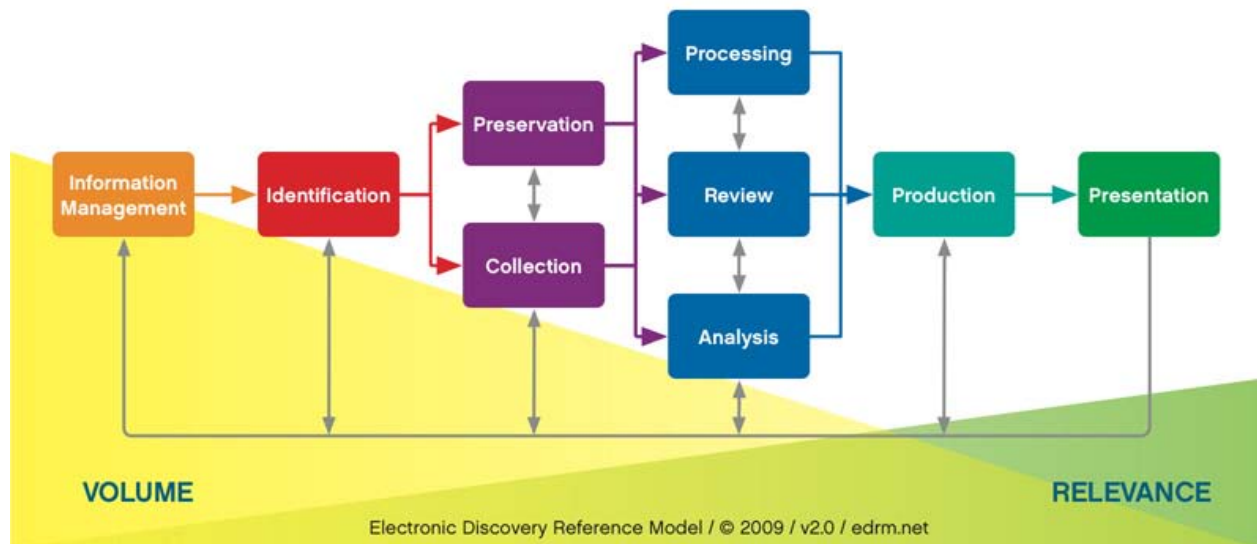 Processing
Preservation
Information
Management
Identification
Review
Production
Presentation
Collection
Analysis
VOLUME
RELEVANCE
Electronic Discovery Reference Model / © 2009 / v2.0 / edrm.net